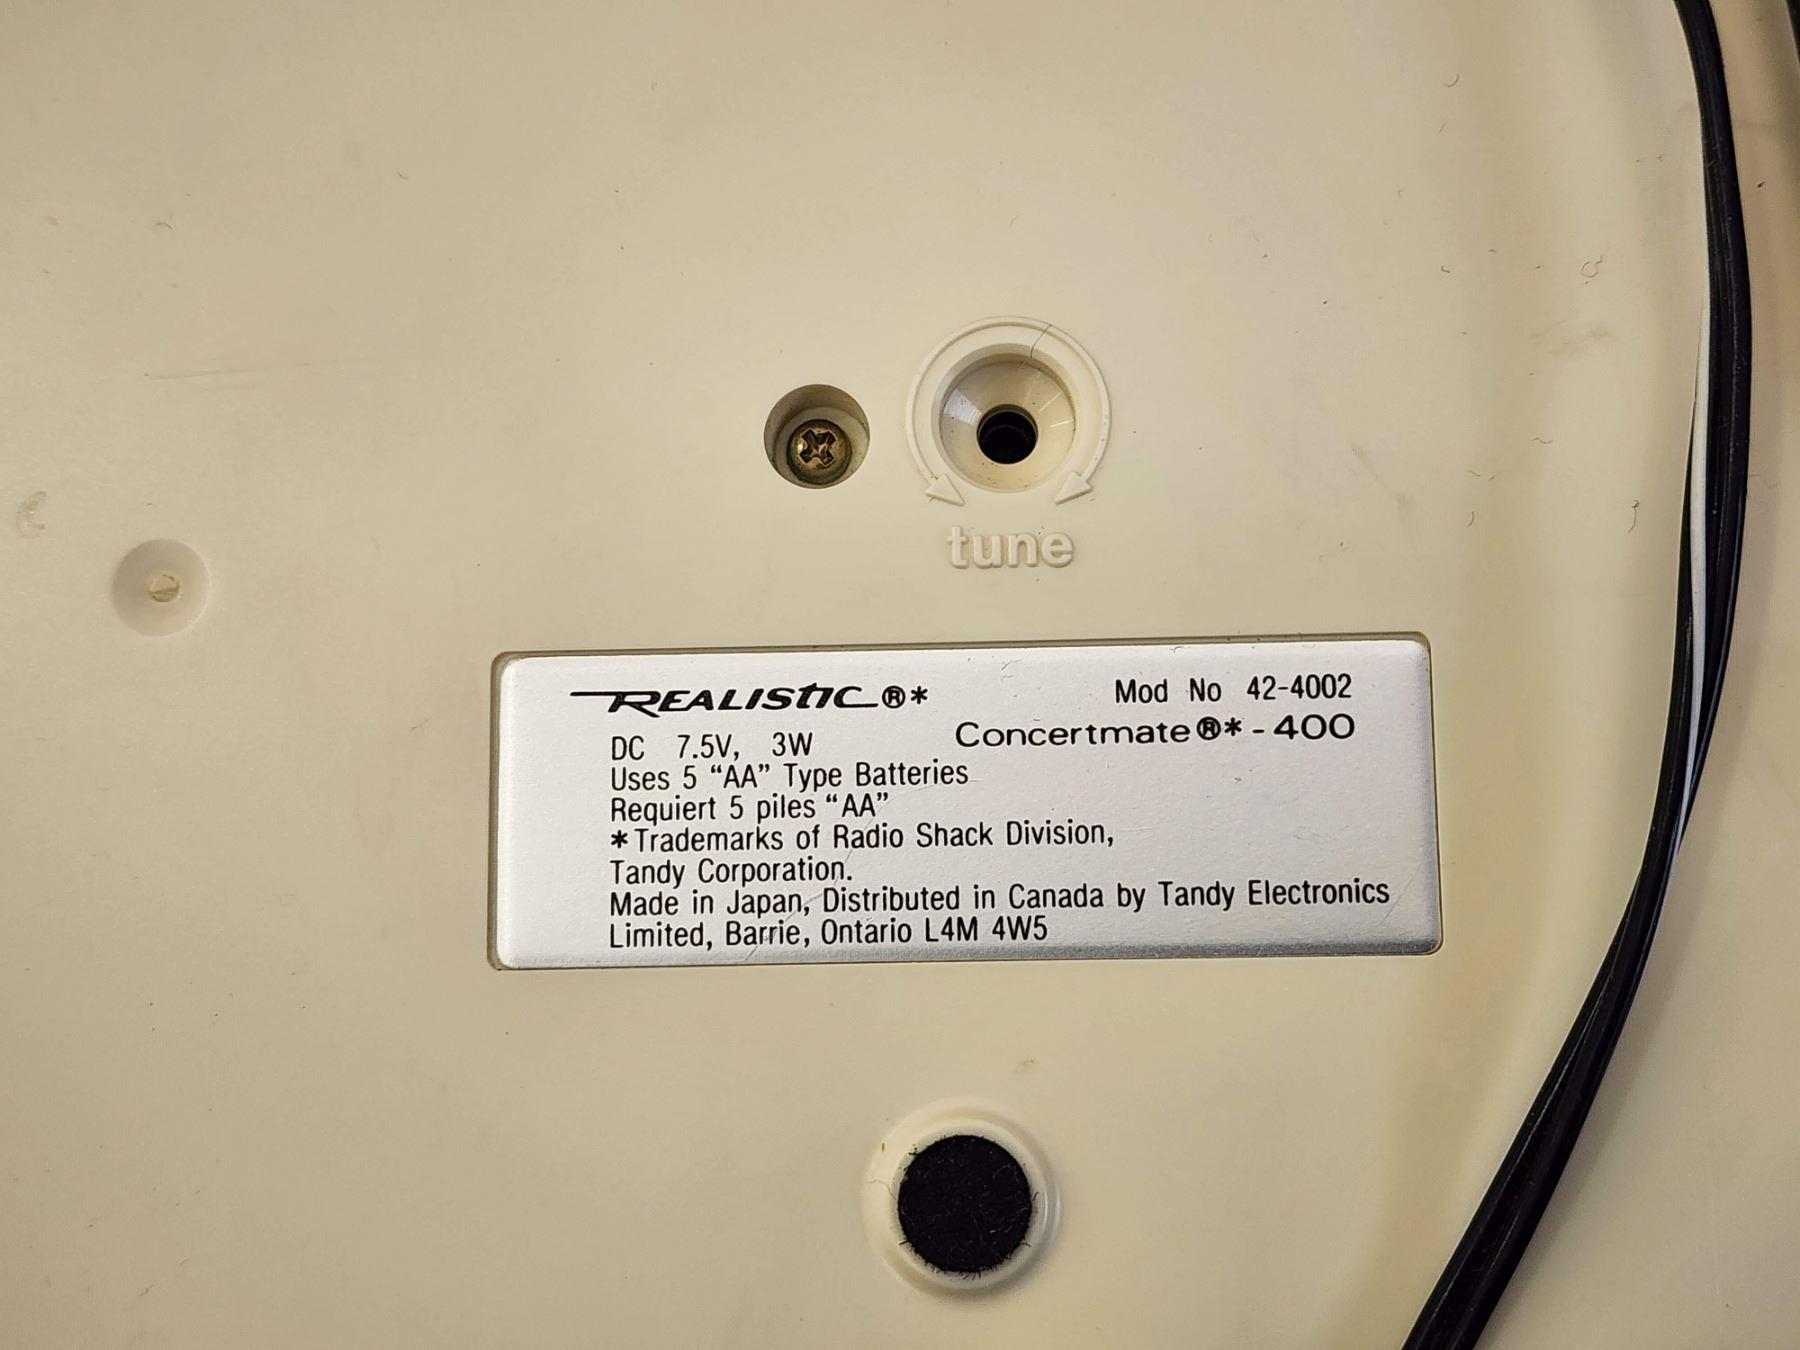 tune
REALISTIC®* Mod No 42-4002
DC 7.5V, 3W Concertmate®*-400
Uses 5 “AA” Type Batteries
Requiert 5 piles “AA”
*Trademarks of Radio Shack Division,
Tandy Corporation.
Made in Japan, Distributed in Canada by Tandy Electronics
Limited, Barrie, Ontario L4M 4W5